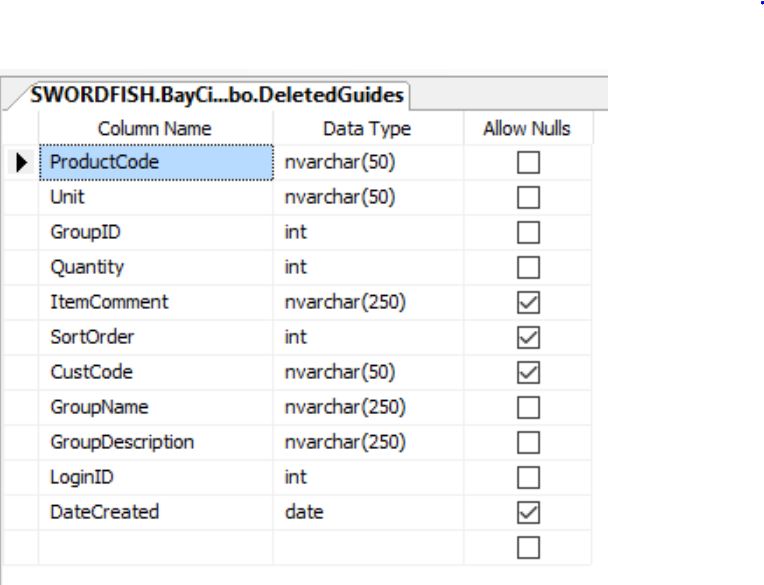 SWORDFISH.BayCi...bo.DeletedGuides
Column Name Data Type Allow Nulls
ProductCode nvarchar(50)
Unit nvarchar(50)
GroupID int
Quantity int
ItemComment nvarchar(250)
SortOrder int
CustCode nvarchar(50)
GroupName nvarchar(250)
GroupDescription nvarchar(250)
LoginID int
DateCreated date